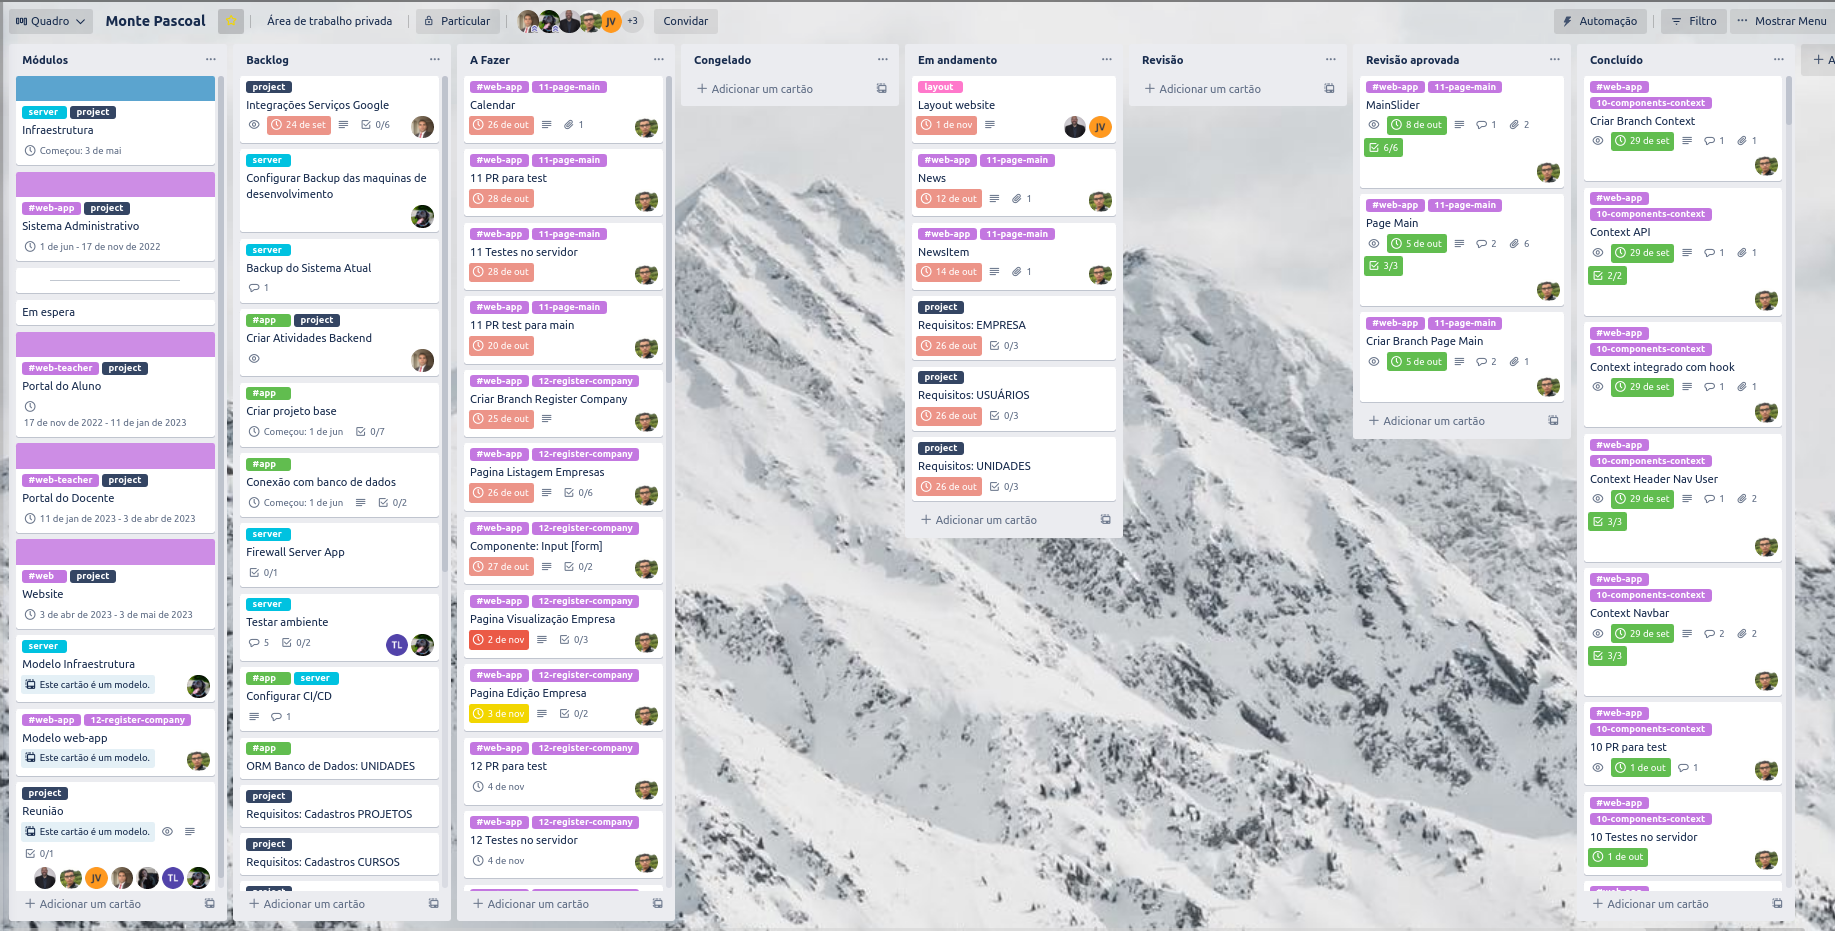 Quadro
Monte Pascoal
Área de trabalho privada
Particular
JV
+3
Convidar
Automação
Filtro
Mostrar Menu
Módulos
server project
Infraestrutura
Começou: 3 de mai
#web-app project
Sistema Administrativo
1 de jun - 17 de nov de 2022
Em espera
#web-teacher project
Portal do Aluno
17 de nov de 2022 - 11 de jan de 2023
#web-teacher project
Portal do Docente
11 de jan de 2023 - 3 de abr de 2023
#web project
Website
3 de abr de 2023 - 3 de mai de 2023
server
Modelo Infraestrutura
Este cartão é um modelo.
#web-app 12-register-company
Modelo web-app
Este cartão é um modelo.
project
Reunião
Este cartão é um modelo.
0/1
JV
TL
+ Adicionar um cartão
Backlog
project
Integrações Serviços Google
24 de set 0/6
server
Configurar Backup das maquinas de
desenvolvimento
server
Backup do Sistema Atual
1
#app project
Criar Atividades Backend
#app
Criar projeto base
Começou: 1 de jun 0/7
#app
Conexão com banco de dados
Começou: 1 de jun 0/2
server
Firewall Server App
0/1
server
Testar ambiente
5 0/2
TL
#app server
Configurar CI/CD
1
#app
ORM Banco de Dados: UNIDADES
project
Requisitos: Cadastros PROJETOS
project
Requisitos: Cadastros CURSOS
project
+ Adicionar um cartão
A Fazer
#web-app 11-page-main
Calendar
26 de out 1
#web-app 11-page-main
11 PR para test
28 de out
#web-app 11-page-main
11 Testes no servidor
28 de out
#web-app 11-page-main
11 PR test para main
20 de out
#web-app 12-register-company
Criar Branch Register Company
25 de out
#web-app 12-register-company
Pagina Listagem Empresas
26 de out 0/6
#web-app 12-register-company
Componente: Input [form]
27 de out 0/2
#web-app 12-register-company
Pagina Visualização Empresa
2 de nov 0/3
#web-app 12-register-company
Pagina Edição Empresa
3 de nov 0/2
#web-app 12-register-company
12 PR para test
4 de nov
#web-app 12-register-company
12 Testes no servidor
4 de nov
+ Adicionar um cartão
Congelado
+ Adicionar um cartão
Em andamento
layout
Layout website
1 de nov
JV
#web-app 11-page-main
News
12 de out 1
#web-app 11-page-main
NewsItem
14 de out 1
project
Requisitos: EMPRESA
26 de out 0/3
project
Requisitos: USUÁRIOS
26 de out 0/3
project
Requisitos: UNIDADES
26 de out 0/3
+ Adicionar um cartão
Revisão
+ Adicionar um cartão
Revisão aprovada
#web-app 11-page-main
MainSlider
8 de out 1 2
6/6
#web-app 11-page-main
Page Main
5 de out 2 6
3/3
#web-app 11-page-main
Criar Branch Page Main
5 de out 2 1
+ Adicionar um cartão
Concluído
#web-app
10-components-context
Criar Branch Context
29 de set 1 1
#web-app
10-components-context
Context API
29 de set 1 1
2/2
#web-app
10-components-context
Context integrado com hook
29 de set 1 1
#web-app
10-components-context
Context Header Nav User
29 de set 1 2
3/3
#web-app
10-components-context
Context Navbar
29 de set 2 2
3/3
#web-app
10-components-context
10 PR para test
1 de out 1
#web-app
10-components-context
10 Testes no servidor
1 de out
+ Adicionar um cartão
+ A